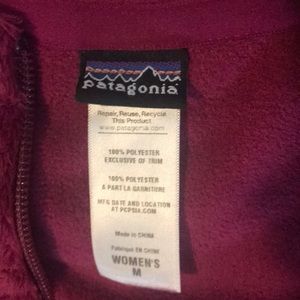 patagonia
Repair, Reuse, Recycle
This Product
www.patagonia.com
100% POLYESTER
EXCLUSIVE OF TRIM
100% POLYESTER
A PART LA GARNITURE
MFG DATE AND LOCATION
AT PCPSIA.COM
Made in CHINA
Fabriqué EN CHINE
WOMEN'S
M